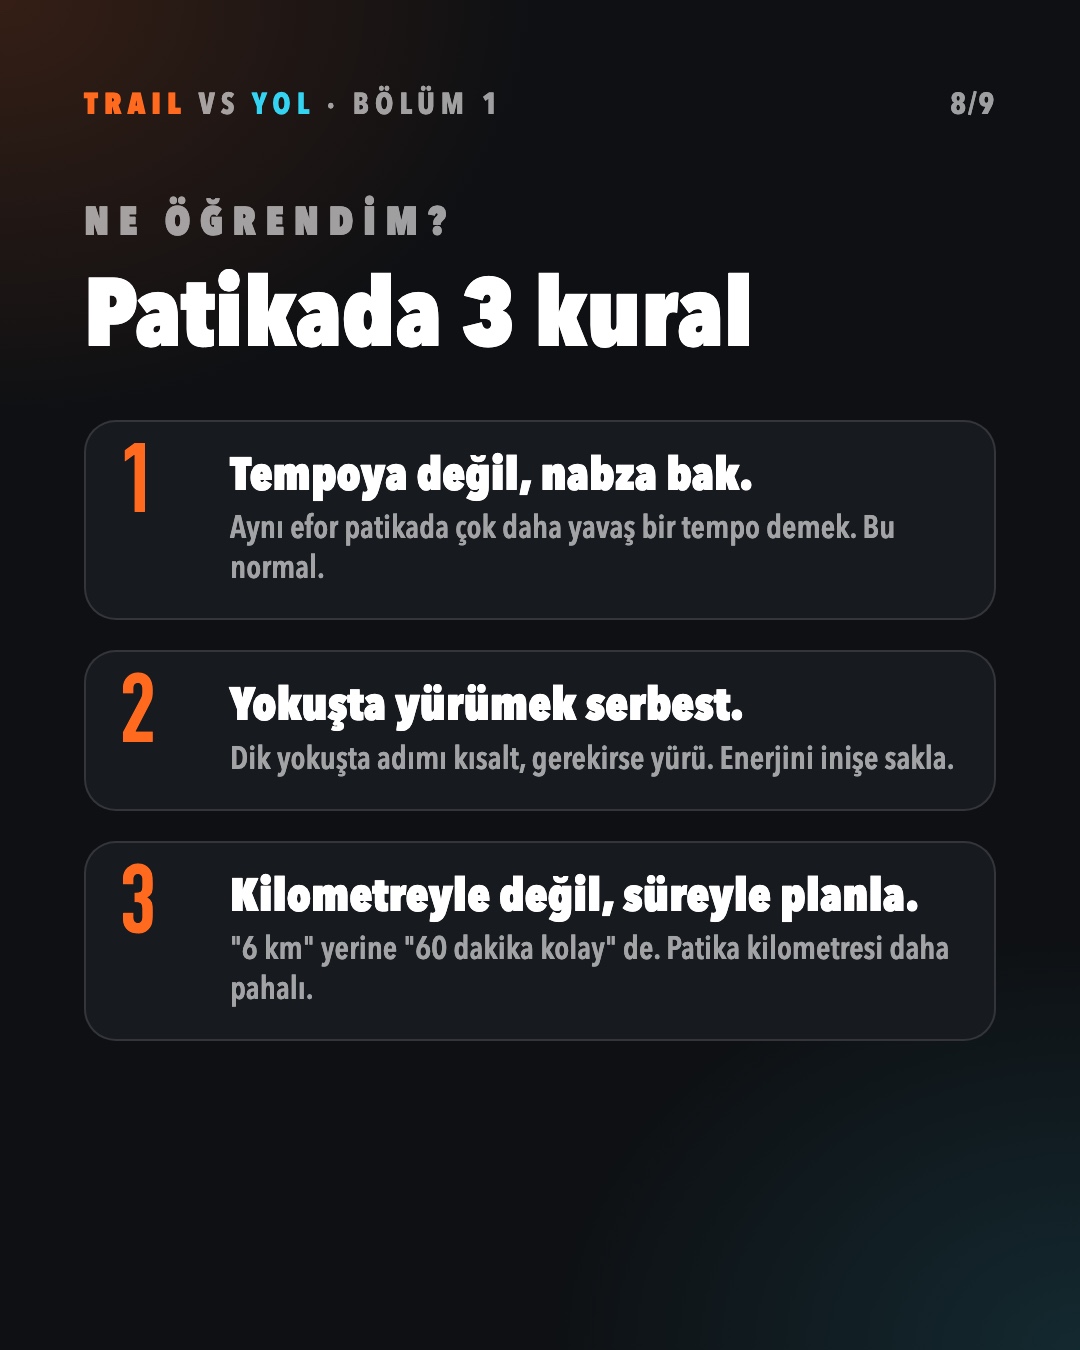 TRAIL VS YOL · BÖLÜM 1
8/9
NE ÖĞRENDİM?
Patikada 3 kural
1
Tempoya değil, nabza bak.
Aynı efor patikada çok daha yavaş bir tempo demek. Bu
normal.
2
Yokuşta yürümek serbest.
Dik yokuşta adımı kısalt, gerekirse yürü. Enerjini inişe sakla.
3
Kilometreyle değil, süreyle planla.
"6 km" yerine "60 dakika kolay" de. Patika kilometresi daha
pahalı.